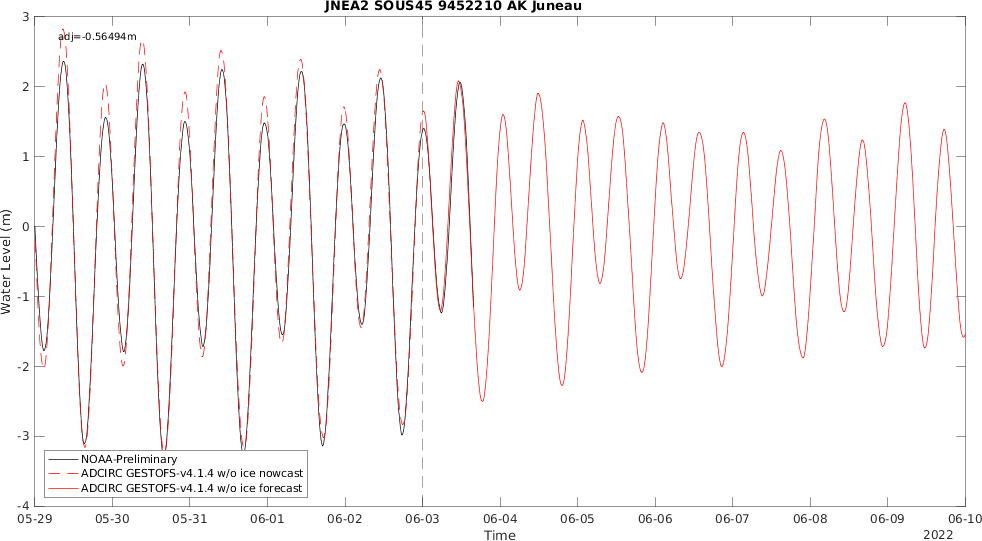 JNEA2 SOUS45 9452210 AK Juneau
adj=-0.56494m
3
2
1
0
-1
-2
-3
-4
Water Level (m)
NOAA-Preliminary
ADCIRC GESTOFS-v4.1.4 w/o ice nowcast
ADCIRC GESTOFS-v4.1.4 w/o ice forecast
05-29 05-30 05-31 06-01 06-02 06-03 06-04 06-05 06-06 06-07 06-08 06-09 06-10
Time
2022